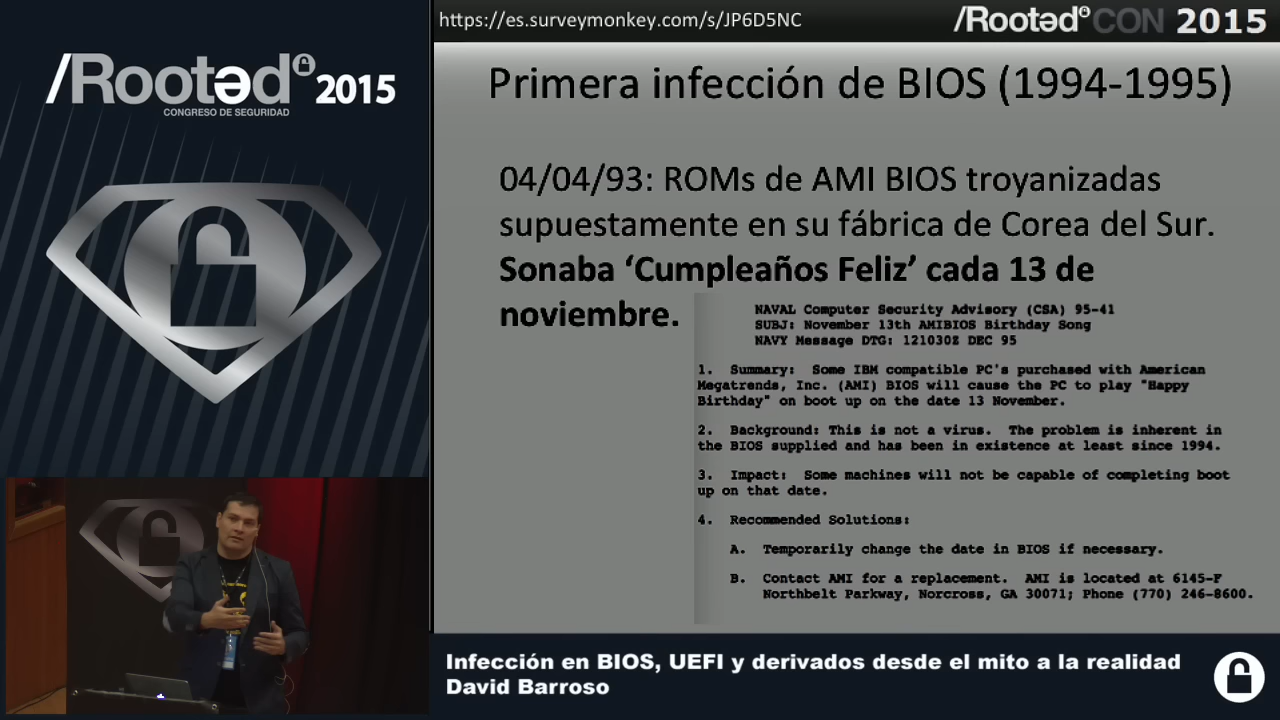 /Rootəd 2015
CONGRESO DE SEGURIDAD
https://es.surveymonkey.com/s/JP6D5NC
/Rootəd CON 2015
Primera infección de BIOS (1994-1995)
04/04/93: ROMs de AMI BIOS troyanizadas
supuestamente en su fábrica de Corea del Sur.
Sonaba ‘Cumpleaños Feliz’ cada 13 de
noviembre.
NAVAL Computer Security Advisory (CSA) 95-41
SUBJ: November 13th AMIBIOS Birthday Song
NAVY Message DTG: 121030Z DEC 95
1. Summary: Some IBM compatible PC's purchased with American
Megatrends, Inc. (AMI) BIOS will cause the PC to play "Happy
Birthday" on boot up on the date 13 November.
2. Background: This is not a virus. The problem is inherent in
the BIOS supplied and has been in existence at least since 1994.
3. Impact: Some machines will not be capable of completing boot
up on that date.
4. Recommended Solutions:
A. Temporarily change the date in BIOS if necessary.
B. Contact AMI for a replacement. AMI is located at 6145-F
Northbelt Parkway, Norcross, GA 30071; Phone (770) 246-8600.
Infección en BIOS, UEFI y derivados desde el mito a la realidad
David Barroso